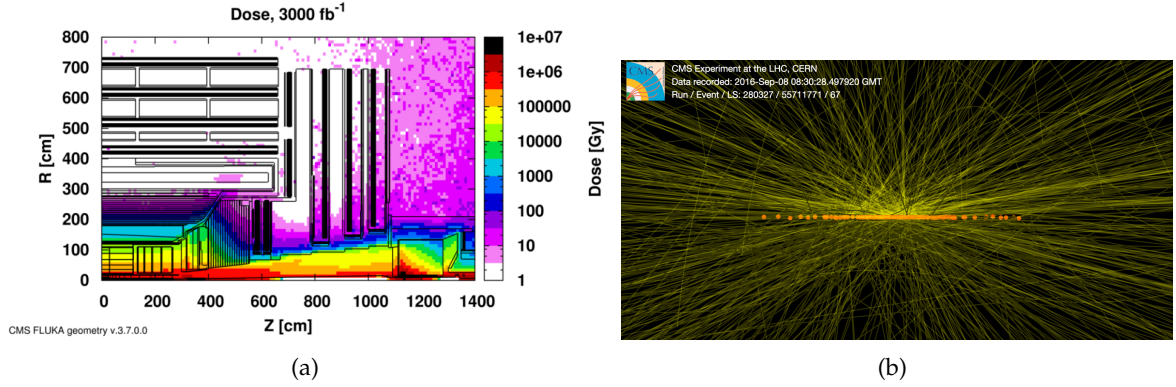 Dose, 3000 fb⁻¹
800
700
600
500
400
300
200
100
0
R [cm]
0 200 400 600 800 1000 1200 1400
Z [cm]
1e+07
1e+06
100000
10000
1000
100
10
1
Dose [Gy]
CMS FLUKA geometry v.3.7.0.0
(a)
CMS
CMS Experiment at the LHC, CERN
Data recorded: 2016-Sep-08 08:30:28.497920 GMT
Run / Event / LS: 280327 / 55711771 / 67
(b)